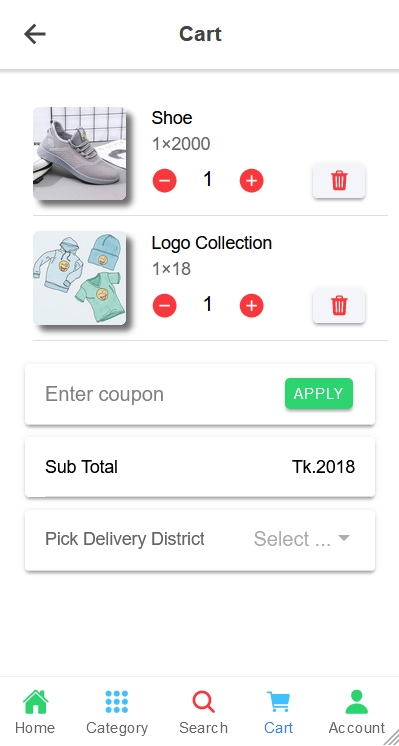 Cart
Shoe
1×2000
1
Logo Collection
1×18
1
Enter coupon
APPLY
Sub Total
Tk.2018
Pick Delivery District
Select ...
Home
Category
Search
Cart
Account